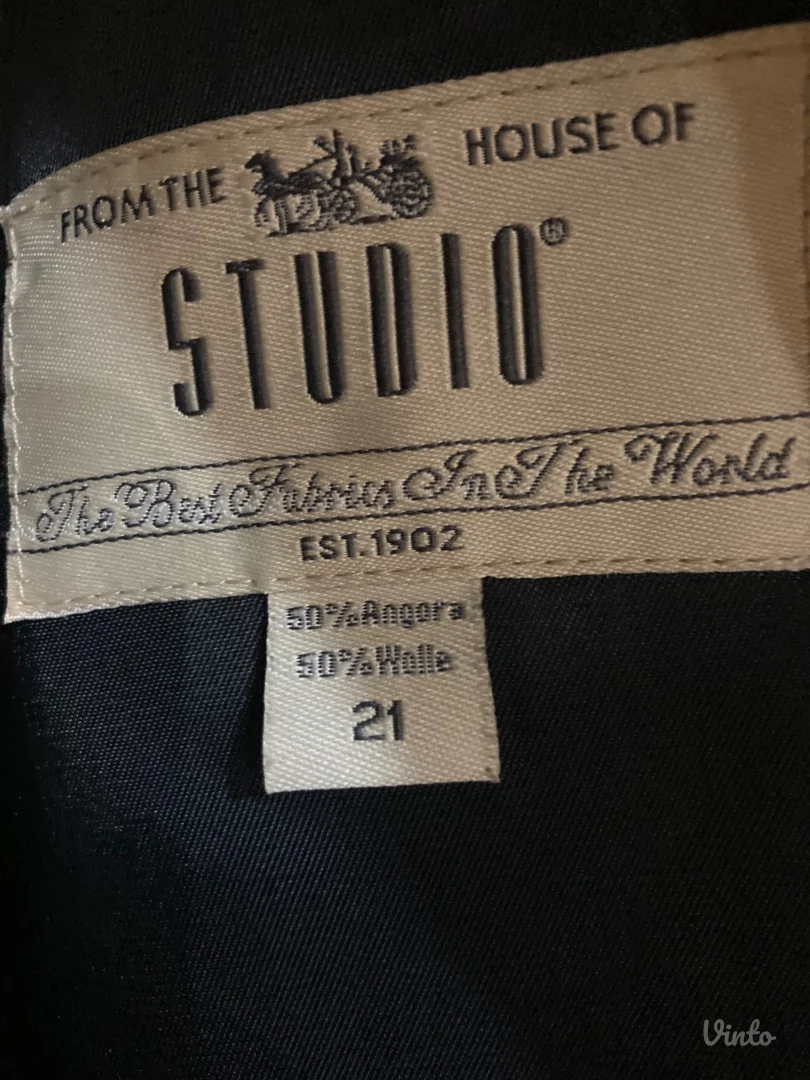 FROM THE HOUSE OF
STUDIO®
The Best Fabrics In The World
EST.1902
50%Angora
50%Wolle
21
Vinto